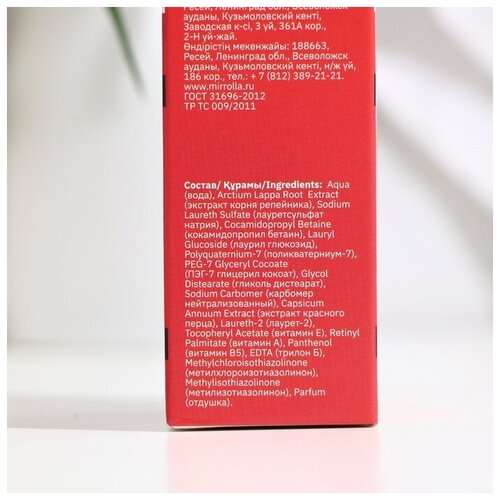 Ресей, Ленинград обл., Всеволожск
ауданы, Кузьмоловский кенті,
Заводская к-сі, 3 үй, 361А кор.,
2-Н үй-жай.
Өндірістің мекенжайы: 188663,
Ресей, Ленинград обл., Всеволожск
ауданы, Кузьмоловский кенті, н/ж үй,
186 кор., тел.: + 7 (812) 389-21-21.
www.mirrolla.ru
ГОСТ 31696-2012
ТР ТС 009/2011
Состав/ Құрамы/Ingredients: Aqua
(вода), Arctium Lappa Root Extract
(экстракт корня репейника), Sodium
Laureth Sulfate (лауретсульфат
натрия), Cocamidopropyl Betaine
(кокамидопропил бетаин), Lauryl
Glucoside (лаурил глюкозид),
Polyquaternium-7 (поликватерниум-7),
PEG-7 Glyceryl Cocoate
(ПЭГ-7 глицерил кокоат), Glycol
Distearate (гликоль дистеарат),
Sodium Carbomer (карбомер
нейтрализованный), Capsicum
Annuum Extract (экстракт красного
перца), Laureth-2 (лаурет-2),
Tocopheryl Acetate (витамин Е), Retinyl
Palmitate (витамин А), Panthenol
(витамин В5), EDTA (трилон Б),
Methylchloroisothiazolinone
(метилхлороизотиазолинон),
Methylisothiazolinone
(метилизотиазолинон), Parfum
(отдушка).